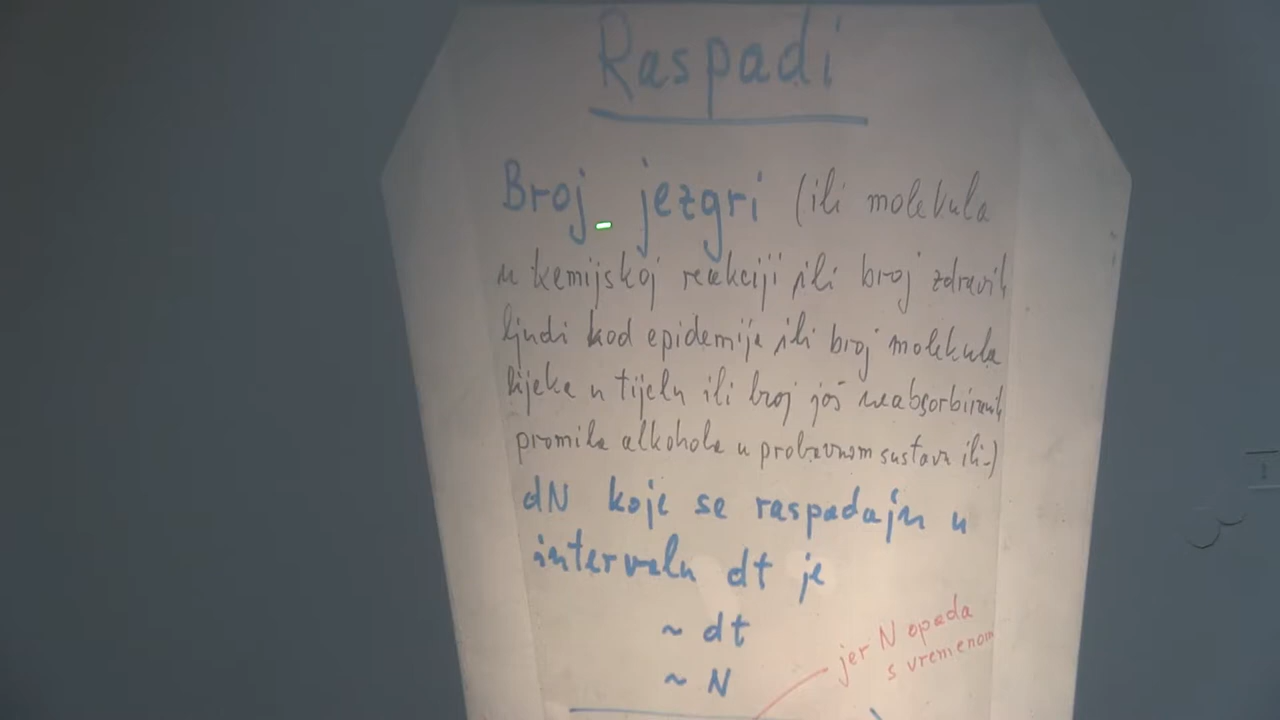 Raspadi
Broj jezgri (ili molekula
u kemijskoj reakciji ili broj zdravih
ljudi kod epidemije ili broj molekula
lijeka u tijelu ili broj još neabsorbiranih
promila alkohola u probavnom sustavu ili...)
dN koje se raspadaju u
intervalu dt je
~ dt
~ N
jer N opada
s vremenom